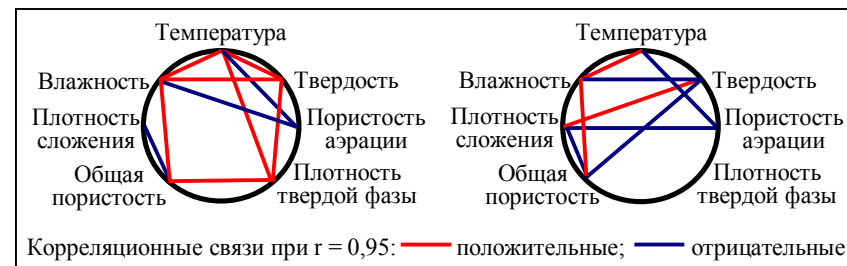 Температура
Влажность
Твердость
Плотность
сложения
Пористость
аэрации
Общая
пористость
Плотность
твердой фазы
Температура
Влажность
Твердость
Плотность
сложения
Пористость
аэрации
Общая
пористость
Плотность
твердой фазы
Корреляционные связи при r = 0,95: положительные; отрицательные